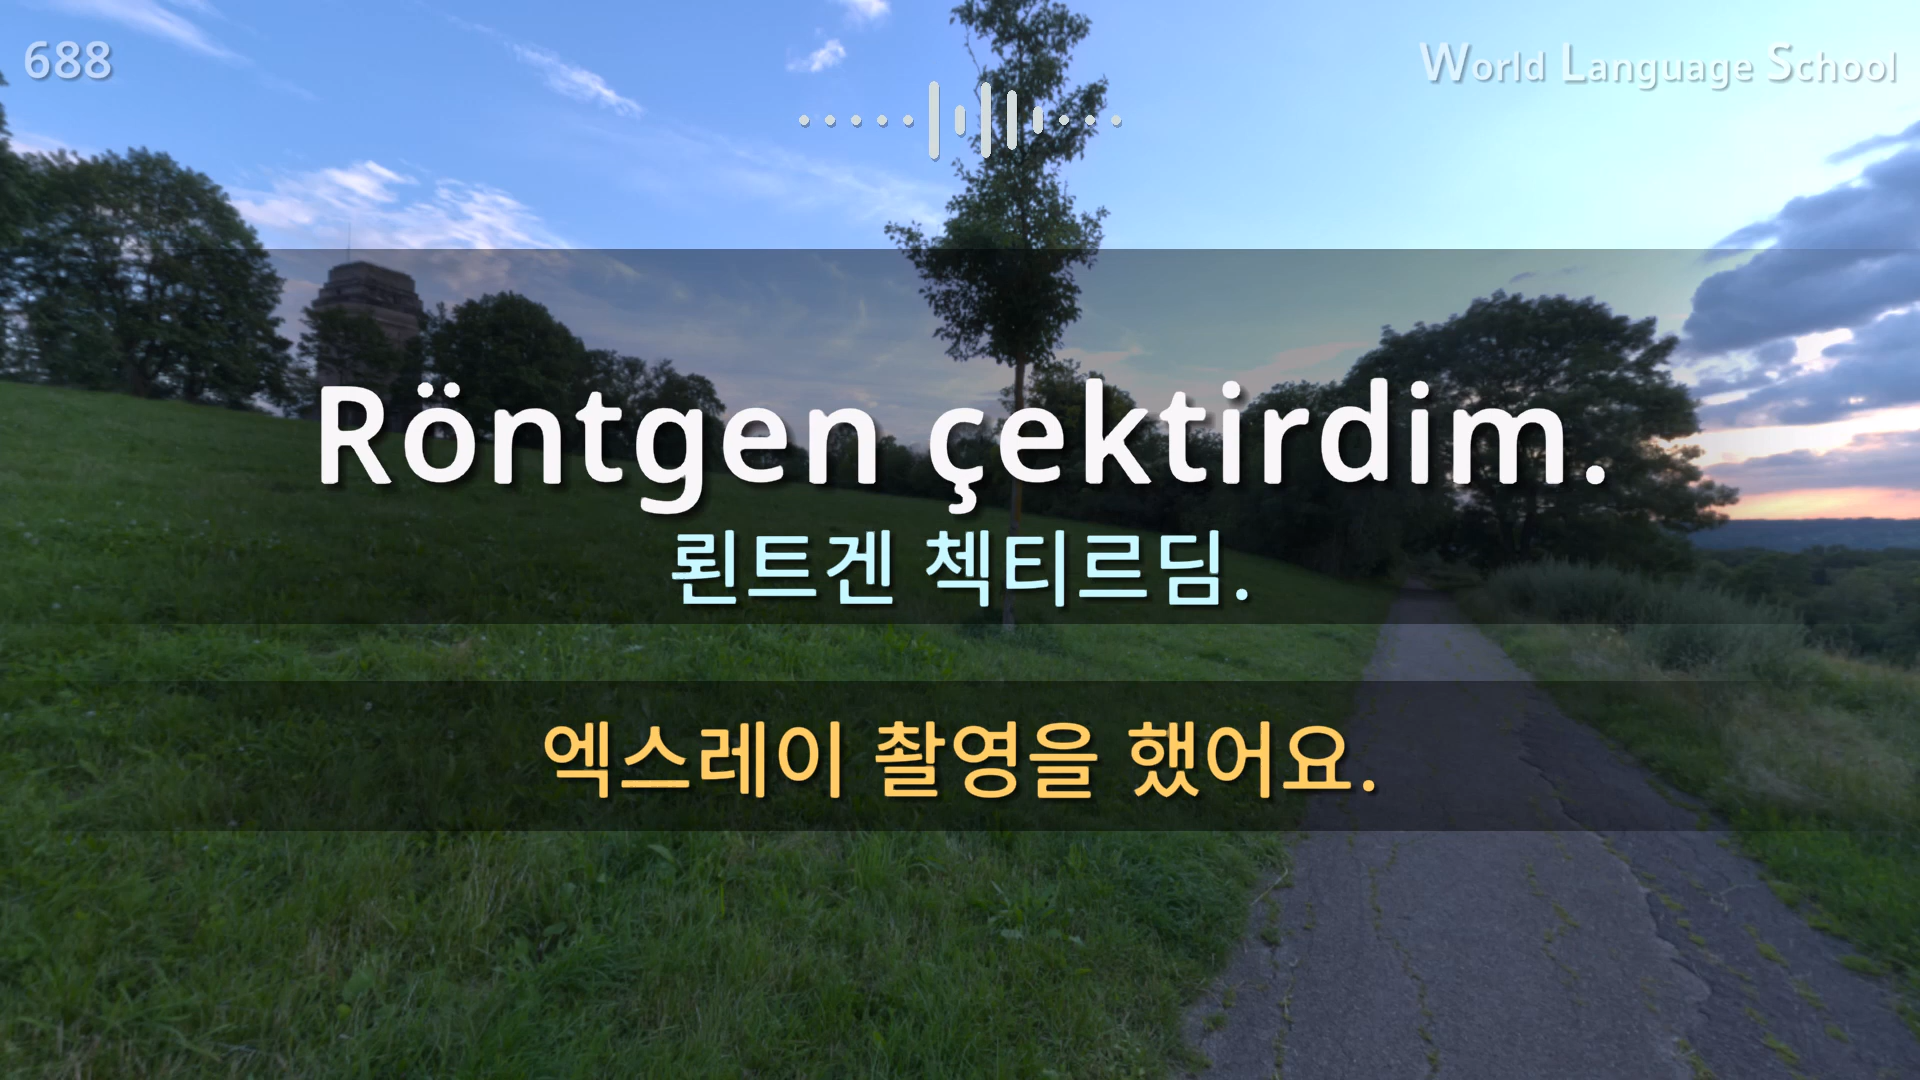 688
World Language School
Röntgen çektirdim.
뢴트겐 첵티르딤.
엑스레이 촬영을 했어요.